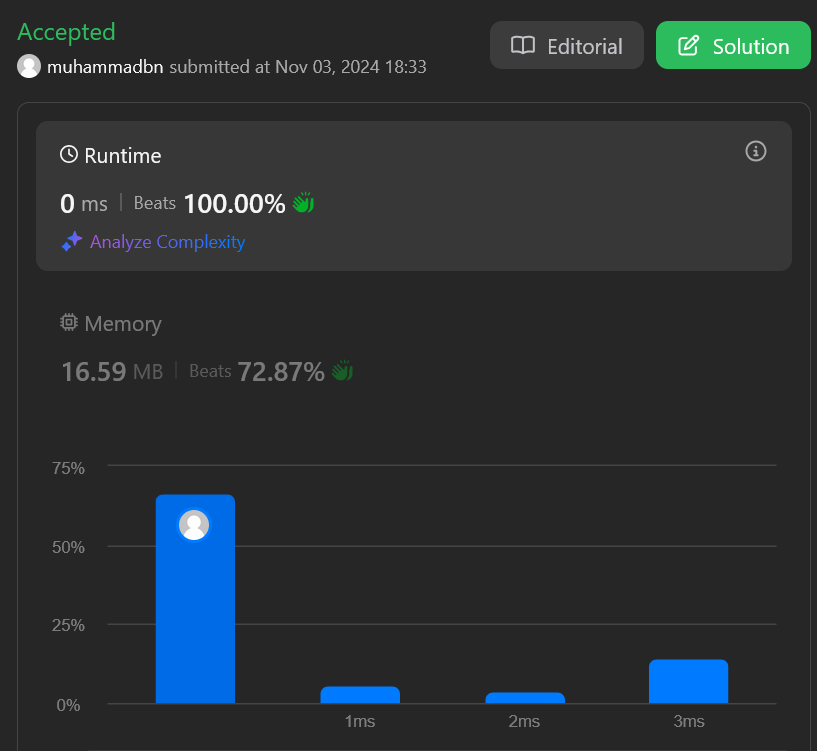 Accepted
muhammadbn submitted at Nov 03, 2024 18:33
Editorial
Solution
Runtime
0 ms | Beats 100.00%
Analyze Complexity
Memory
16.59 MB | Beats 72.87%
75%
50%
25%
0%
1ms 2ms 3ms